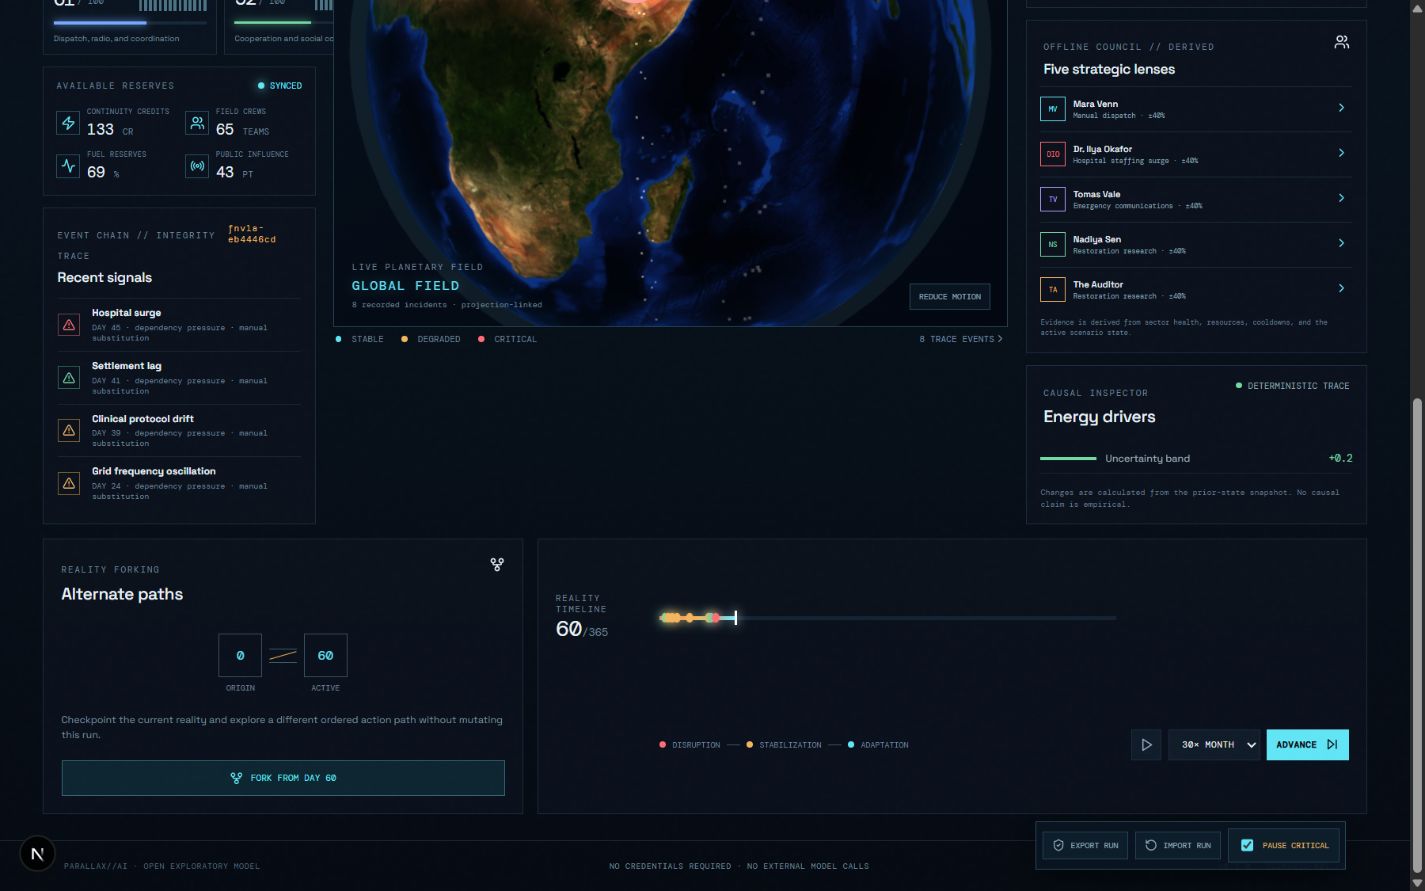 / 100
/ 100
Dispatch, radio, and coordination
Cooperation and social co
AVAILABLE RESERVES
SYNCED
CONTINUITY CREDITS
133 CR
FIELD CREWS
65 TEAMS
FUEL RESERVES
69 %
PUBLIC INFLUENCE
43 PT
EVENT CHAIN // INTEGRITY
TRACE
fnv1a-
eb4446cd
Recent signals
Hospital surge
DAY 45 · dependency pressure · manual
substitution
Settlement lag
DAY 41 · dependency pressure · manual
substitution
Clinical protocol drift
DAY 39 · dependency pressure · manual
substitution
Grid frequency oscillation
DAY 24 · dependency pressure · manual
substitution
LIVE PLANETARY FIELD
GLOBAL FIELD
8 recorded incidents · projection-linked
REDUCE MOTION
STABLE
DEGRADED
CRITICAL
8 TRACE EVENTS
OFFLINE COUNCIL // DERIVED
Five strategic lenses
MV
Mara Venn
Manual dispatch · ±40%
DIO
Dr. Ilya Okafor
Hospital staffing surge · ±40%
TV
Tomas Vale
Emergency communications · ±40%
NS
Nadiya Sen
Restoration research · ±40%
TA
The Auditor
Restoration research · ±40%
Evidence is derived from sector health, resources, cooldowns, and the
active scenario state.
CAUSAL INSPECTOR
DETERMINISTIC TRACE
Energy drivers
Uncertainty band
+0.2
Changes are calculated from the prior-state snapshot. No causal
claim is empirical.
REALITY FORKING
Alternate paths
0
ORIGIN
60
ACTIVE
Checkpoint the current reality and explore a different ordered action path without mutating
this run.
FORK FROM DAY 60
REALITY
TIMELINE
60/365
DISRUPTION
STABILIZATION
ADAPTATION
30× MONTH
ADVANCE
N
PARALLAX//AI · OPEN EXPLORATORY MODEL
NO CREDENTIALS REQUIRED · NO EXTERNAL MODEL CALLS
EXPORT RUN
IMPORT RUN
PAUSE CRITICAL